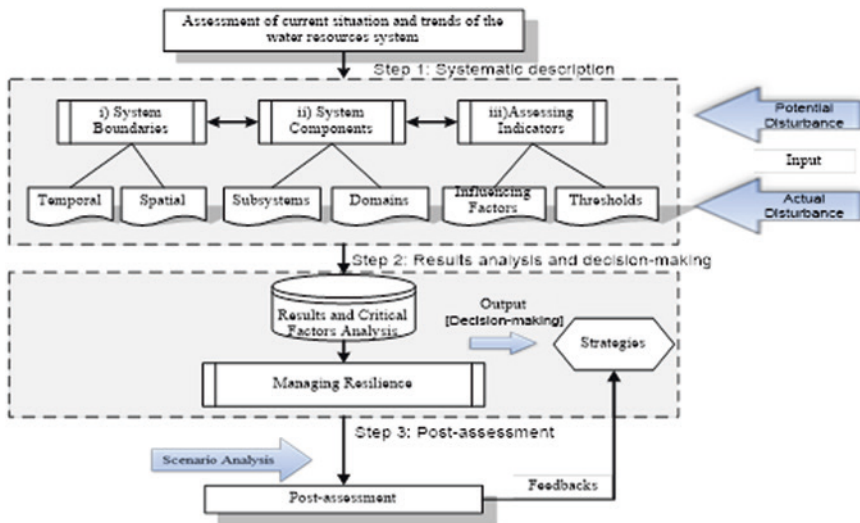 Assessment of current situation and trends of the
water resources system
Step 1: Systematic description
i) System
Boundaries
ii) System
Components
iii)Assessing
Indicators
Potential
Disturbance
Input
Temporal
Spatial
Subsystems
Domains
Influencing
Factors
Thresholds
Actual
Disturbance
Step 2: Results analysis and decision-making
Results and Critical
Factors Analysis
Output
[Decision-making]
Strategies
Managing Resilience
Step 3: Post-assessment
Scenario Analysis
Post-assessment
Feedbacks